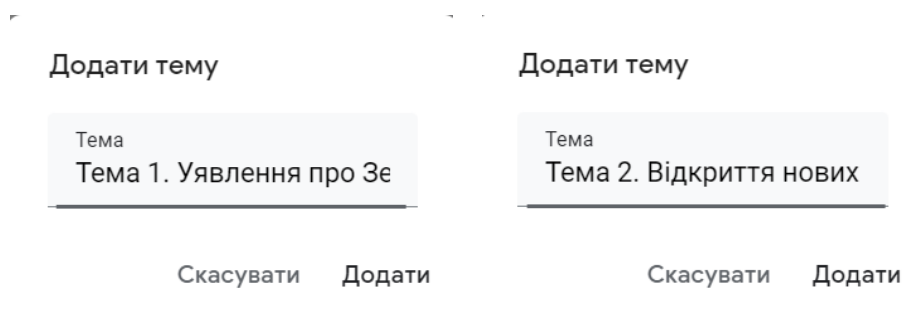 Додати тему
Тема
Тема 1. Уявлення про Зе
Скасувати Додати
Додати тему
Тема
Тема 2. Відкриття нових
Скасувати Додати